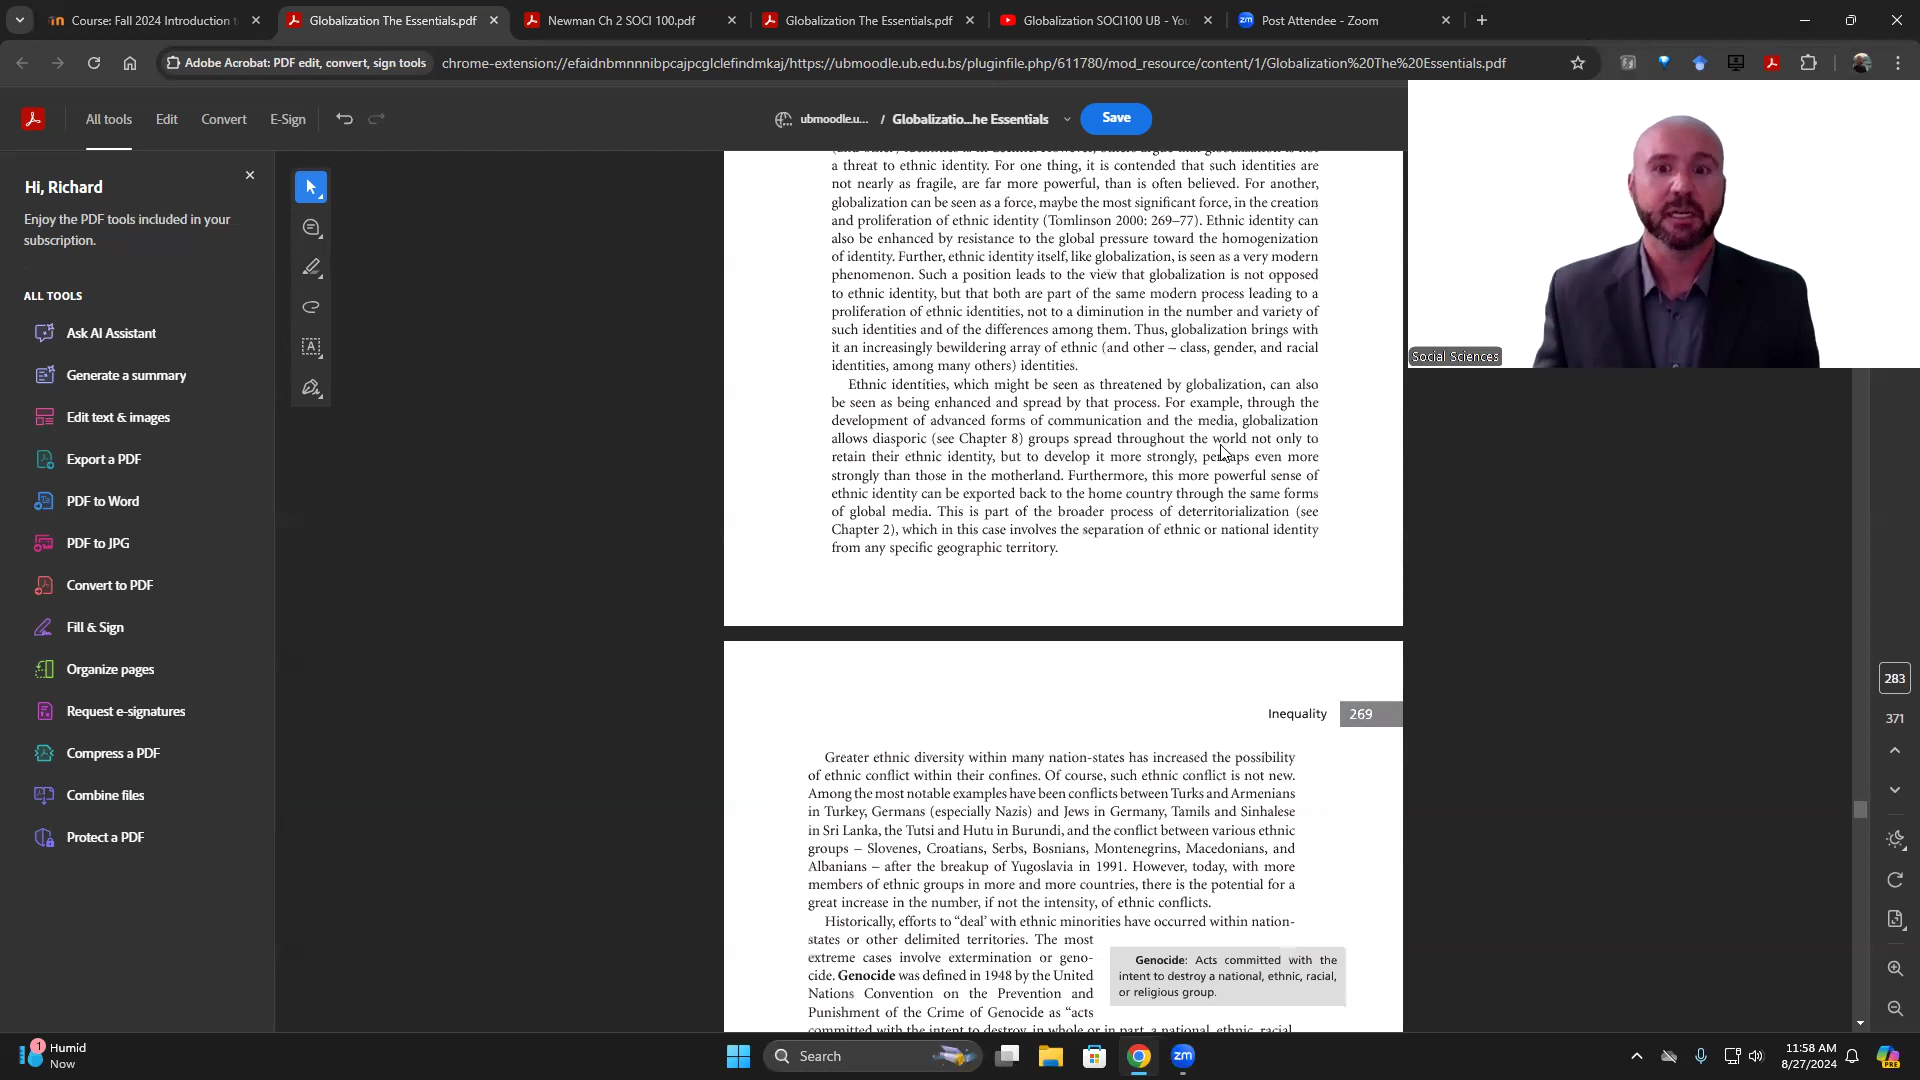 Course: Fall 2024 Introduction t
Globalization The Essentials.pdf
Newman Ch 2 SOCI 100.pdf
Globalization The Essentials.pdf
Globalization SOCI100 UB - You
zm
Post Attendee - Zoom
Adobe Acrobat: PDF edit, convert, sign tools
chrome-extension://efaidnbmnnnibpcajpcglclefindmkaj/https://ubmoodle.ub.edu.bs/pluginfile.php/611780/mod_resource/content/1/Globalization%20The%20Essentials.pdf
All tools
Edit
Convert
E-Sign
ubmoodle.u... / Globalizatio...he Essentials
Save
Hi, Richard
Enjoy the PDF tools included in your
subscription.
ALL TOOLS
Ask AI Assistant
Generate a summary
Edit text & images
Export a PDF
PDF to Word
PDF to JPG
Convert to PDF
Fill & Sign
Organize pages
Request e-signatures
Compress a PDF
Combine files
Protect a PDF
a threat to ethnic identity. For one thing, it is contended that such identities are
not nearly as fragile, are far more powerful, than is often believed. For another,
globalization can be seen as a force, maybe the most significant force, in the creation
and proliferation of ethnic identity (Tomlinson 2000: 269–77). Ethnic identity can
also be enhanced by resistance to the global pressure toward the homogenization
of identity. Further, ethnic identity itself, like globalization, is seen as a very modern
phenomenon. Such a position leads to the view that globalization is not opposed
to ethnic identity, but that both are part of the same modern process leading to a
proliferation of ethnic identities, not to a diminution in the number and variety of
such identities and of the differences among them. Thus, globalization brings with
it an increasingly bewildering array of ethnic (and other – class, gender, and racial
identities, among many others) identities.
Ethnic identities, which might be seen as threatened by globalization, can also
be seen as being enhanced and spread by that process. For example, through the
development of advanced forms of communication and the media, globalization
allows diasporic (see Chapter 8) groups spread throughout the world not only to
retain their ethnic identity, but to develop it more strongly, perhaps even more
strongly than those in the motherland. Furthermore, this more powerful sense of
ethnic identity can be exported back to the home country through the same forms
of global media. This is part of the broader process of deterritorialization (see
Chapter 2), which in this case involves the separation of ethnic or national identity
from any specific geographic territory.
Inequality 269
Greater ethnic diversity within many nation-states has increased the possibility
of ethnic conflict within their confines. Of course, such ethnic conflict is not new.
Among the most notable examples have been conflicts between Turks and Armenians
in Turkey, Germans (especially Nazis) and Jews in Germany, Tamils and Sinhalese
in Sri Lanka, the Tutsi and Hutu in Burundi, and the conflict between various ethnic
groups – Slovenes, Croatians, Serbs, Bosnians, Montenegrins, Macedonians, and
Albanians – after the breakup of Yugoslavia in 1991. However, today, with more
members of ethnic groups in more and more countries, there is the potential for a
great increase in the number, if not the intensity, of ethnic conflicts.
Historically, efforts to “deal’ with ethnic minorities have occurred within nation-
states or other delimited territories. The most
extreme cases involve extermination or geno-
cide. Genocide was defined in 1948 by the United
Nations Convention on the Prevention and
Punishment of the Crime of Genocide as “acts
committed with the intent to destroy, in whole or in part, a national, ethnic, racial,
Genocide: Acts committed with the
intent to destroy a national, ethnic, racial,
or religious group.
Social Sciences
283
371
1
Humid
Now
Search
zm
11:58 AM
8/27/2024
PRE